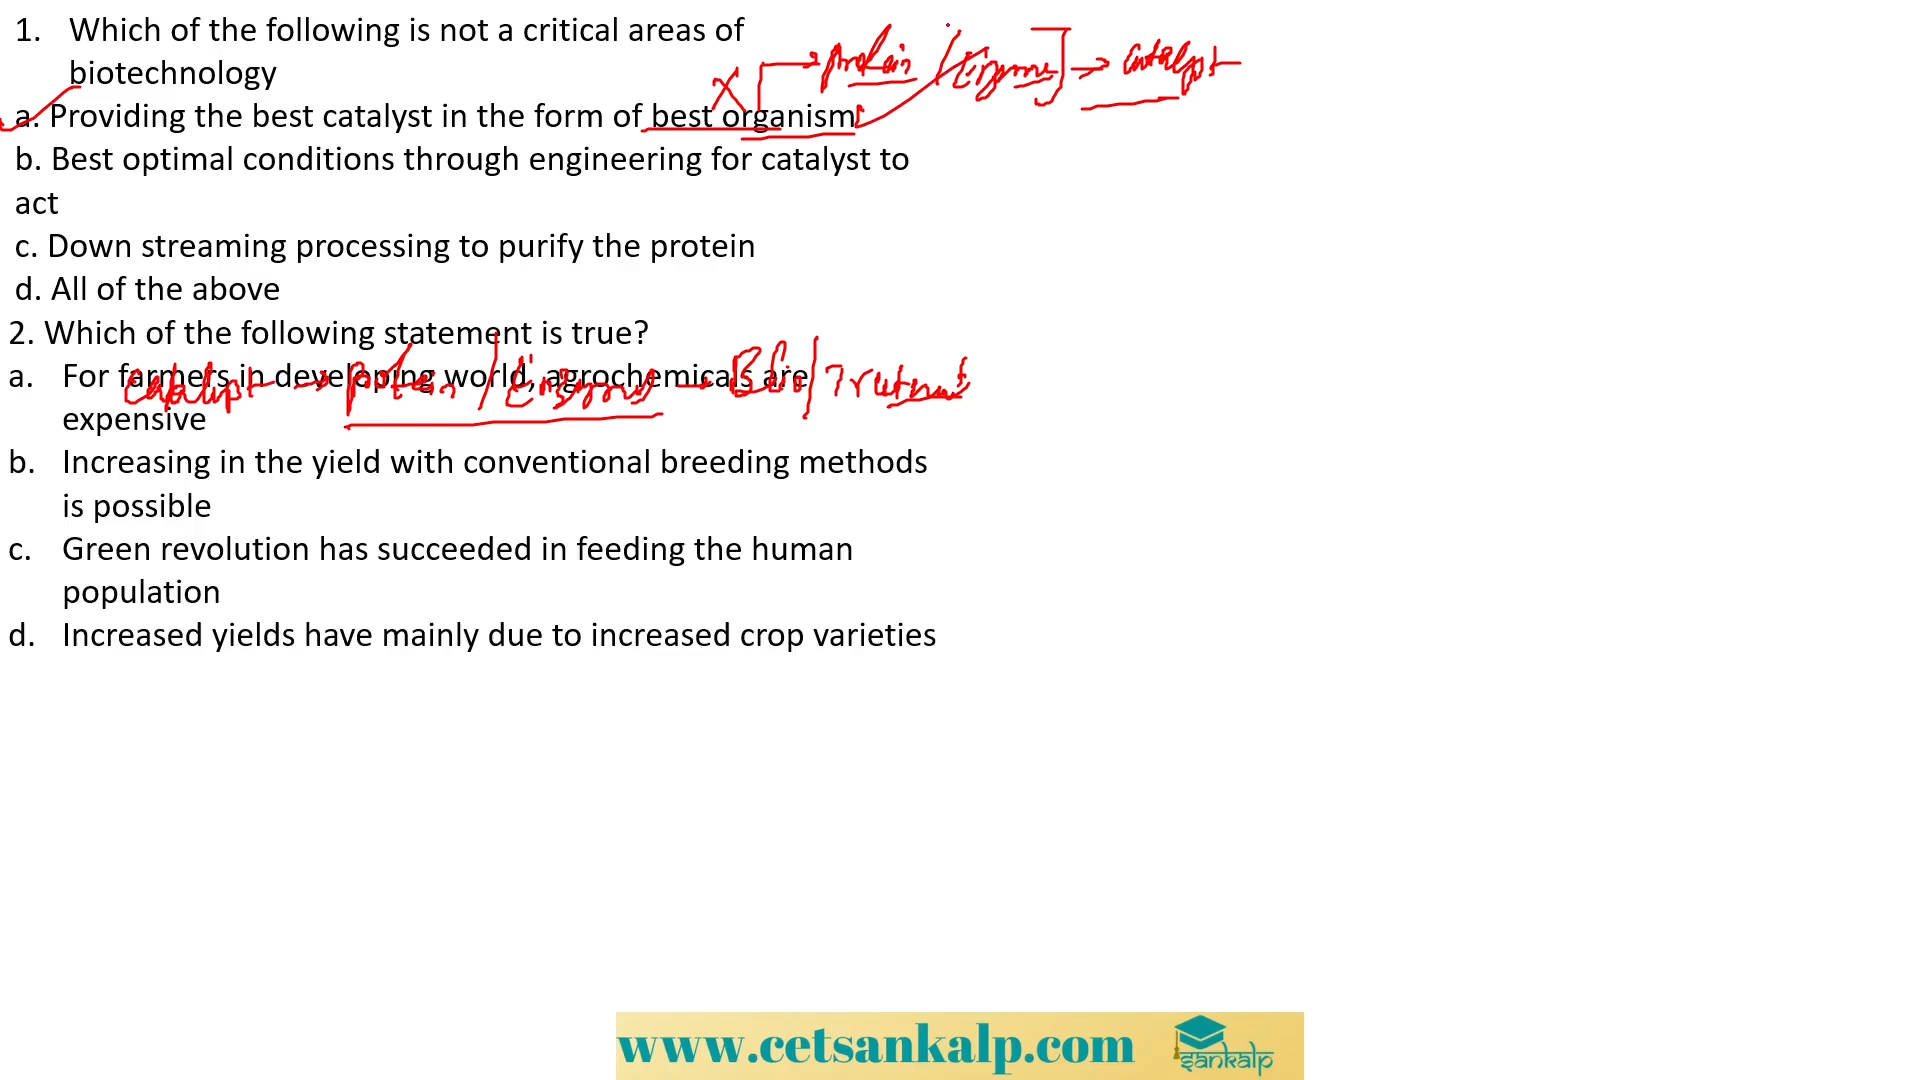 1. Which of the following is not a critical areas of
biotechnology
protein / Enzyme] → catalyst
a. Providing the best catalyst in the form of best organism
b. Best optimal conditions through engineering for catalyst to
act
c. Down streaming processing to purify the protein
d. All of the above
2. Which of the following statement is true?
a. For farmers in developing world, agrochemicals are
catalyst → protein / Enzymes →
expensive
b. Increasing in the yield with conventional breeding methods
is possible
c. Green revolution has succeeded in feeding the human
population
d. Increased yields have mainly due to increased crop varieties
www.cetsankalp.com
sankalp